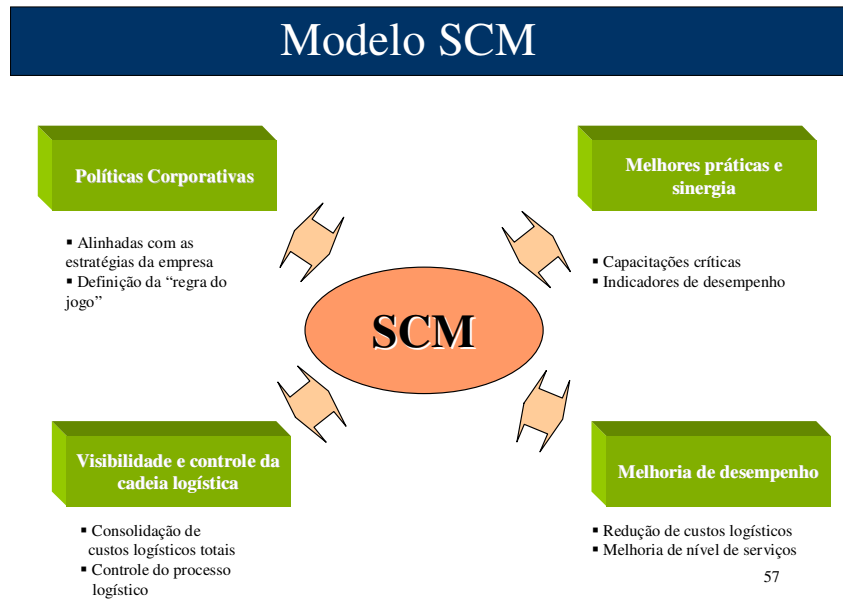 Modelo SCM
Políticas Corporativas
▪ Alinhadas com as
estratégias da empresa
▪ Definição da “regra do
jogo”
Melhores práticas e
sinergia
▪ Capacitações críticas
▪ Indicadores de desempenho
SCM
Visibilidade e controle da
cadeia logística
▪ Consolidação de
custos logísticos totais
▪ Controle do processo
logístico
Melhoria de desempenho
▪ Redução de custos logísticos
▪ Melhoria de nível de serviços
57